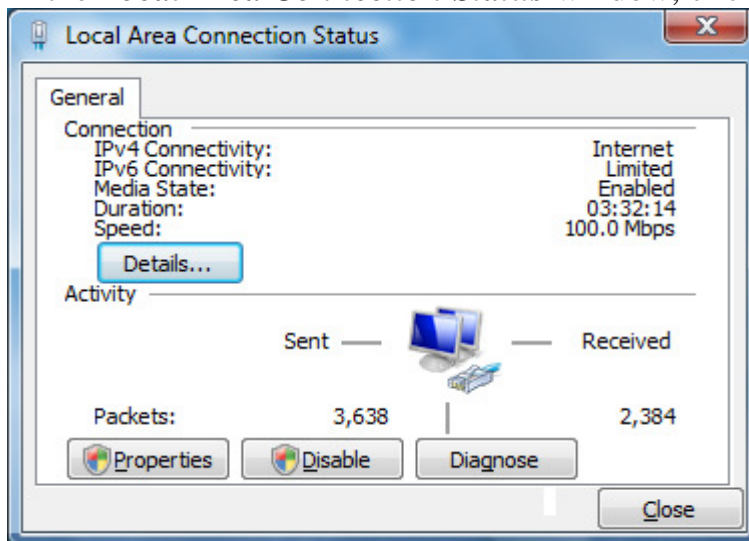 Local Area Connection Status
General
Connection
IPv4 Connectivity: Internet
IPv6 Connectivity: Limited
Media State: Enabled
Duration: 03:32:14
Speed: 100.0 Mbps
Details...
Activity
Sent Received
Packets: 3,638 2,384
Properties Disable Diagnose
Close